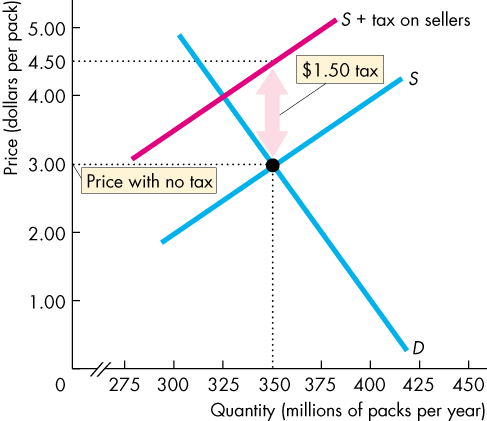 Price (dollars per pack)
5.00
4.50
4.00
3.00
2.00
1.00
0
S + tax on sellers
$1.50 tax
S
Price with no tax
D
275 300 325 350 375 400 425 450
Quantity (millions of packs per year)